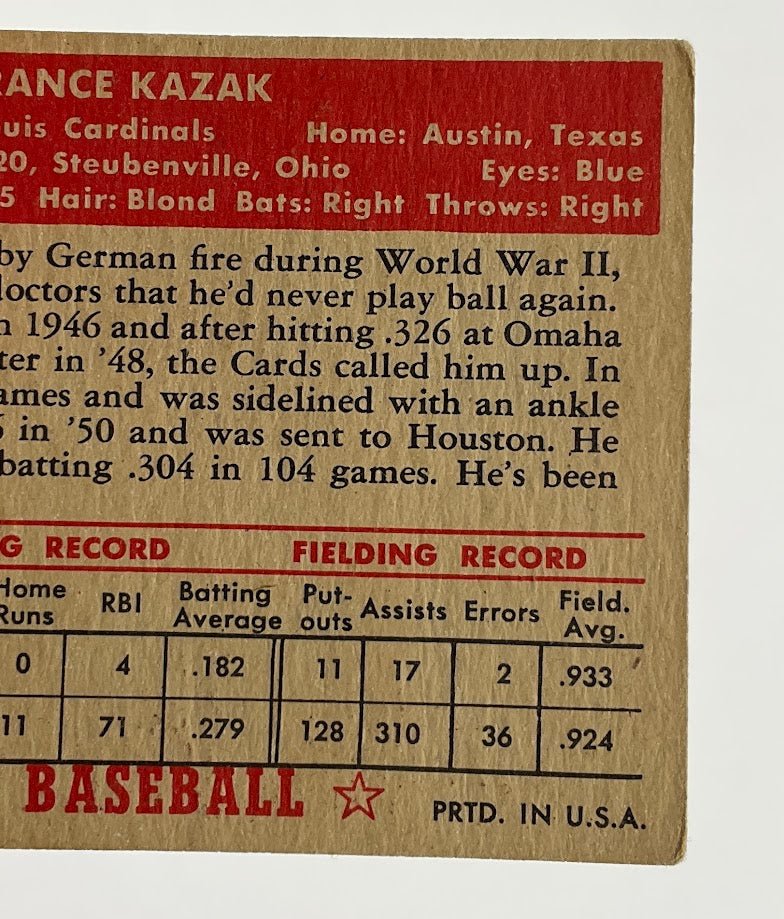 RANCE KAZAK
uis Cardinals Home: Austin, Texas
20, Steubenville, Ohio Eyes: Blue
5 Hair: Blond Bats: Right Throws: Right
by German fire during World War II,
doctors that he'd never play ball again.
n 1946 and after hitting .326 at Omaha
ter in '48, the Cards called him up. In
ames and was sidelined with an ankle
in '50 and was sent to Houston. He
batting .304 in 104 games. He's been
G RECORD FIELDING RECORD
Home Runs RBI Batting Average Put-outs Assists Errors Field. Avg.
0 4 .182 11 17 2 .933
11 71 .279 128 310 36 .924
BASEBALL PRTD. IN U.S.A.